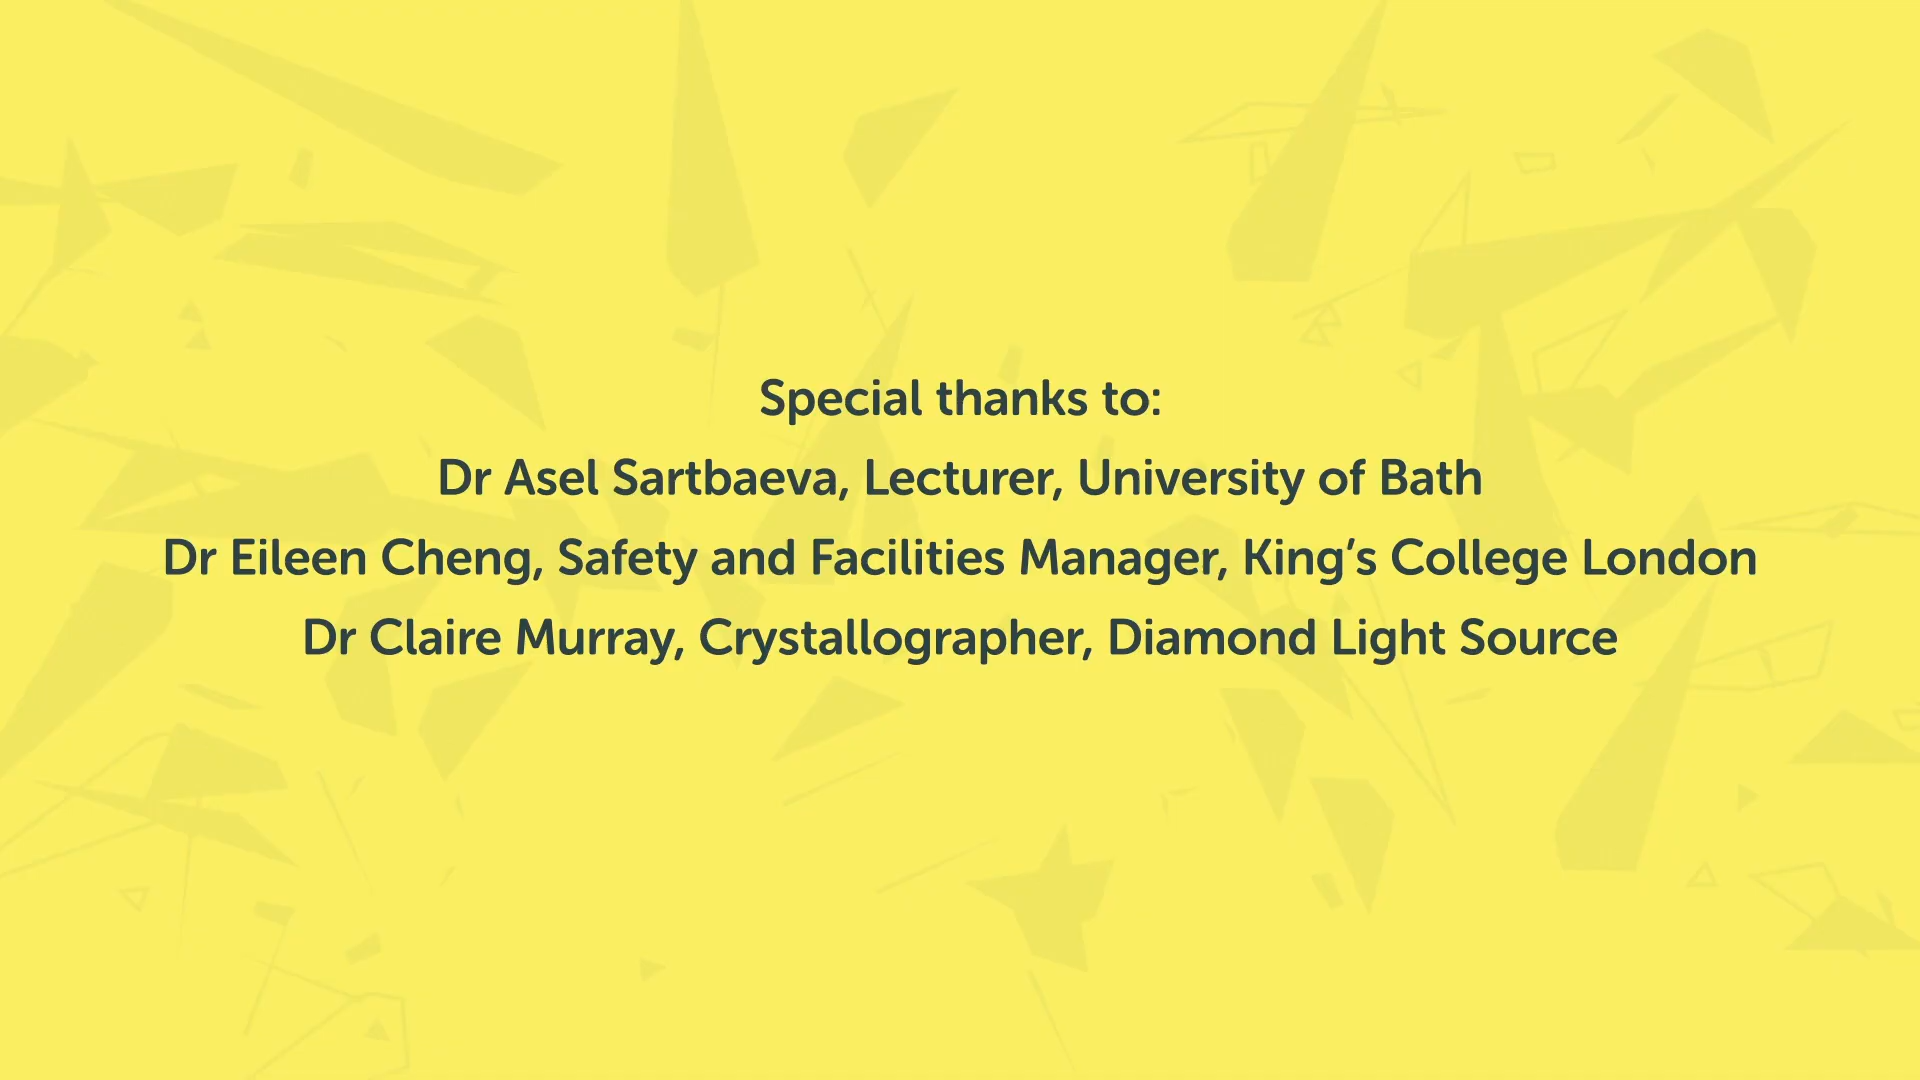 Special thanks to:
Dr Asel Sartbaeva, Lecturer, University of Bath
Dr Eileen Cheng, Safety and Facilities Manager, King’s College London
Dr Claire Murray, Crystallographer, Diamond Light Source